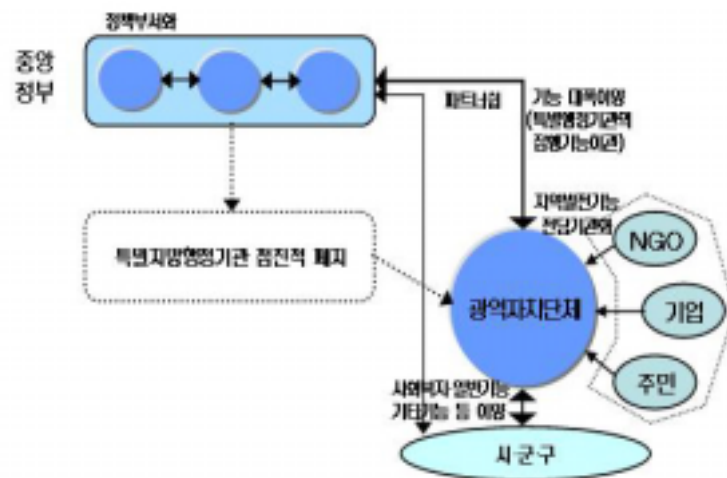 정책부서화
중앙
정부
파트너쉽
기능 대폭이양
(특별행정기관의
집행기능이관)
지역발전기능
전담기관화
특별지방행정기관 점진적 폐지
NGO
광역자치단체
기업
주민
사회복지·일반기능
기타기능 등 이양
시·군·구